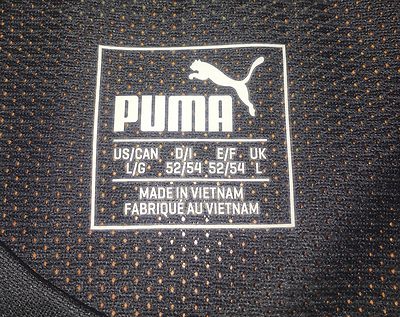 PUMA
US/CAN D/I E/F UK
L/G 52/54 52/54 L
MADE IN VIETNAM
FABRIQUÉ AU VIETNAM